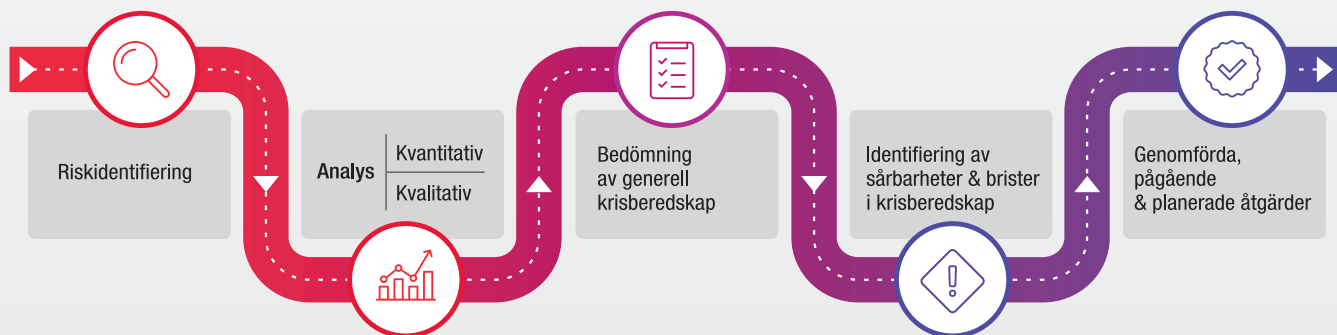 Riskidentifiering
Analys
Kvantitativ
Kvalitativ
Bedömning
av generell
krisberedskap
Identifiering av
sårbarheter & brister
i krisberedskap
Genomförda,
pågående
& planerade åtgärder